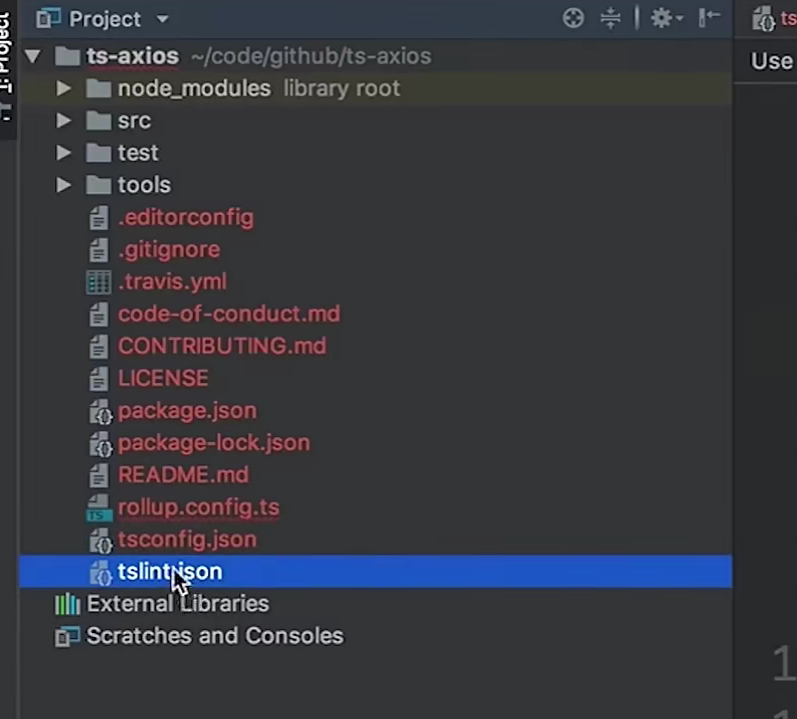 1: Project
Project
ts
Use
ts-axios ~/code/github/ts-axios
node_modules library root
src
test
tools
.editorconfig
.gitignore
.travis.yml
code-of-conduct.md
CONTRIBUTING.md
LICENSE
package.json
package-lock.json
README.md
TS rollup.config.ts
tsconfig.json
tslint.json
External Libraries
Scratches and Consoles
1